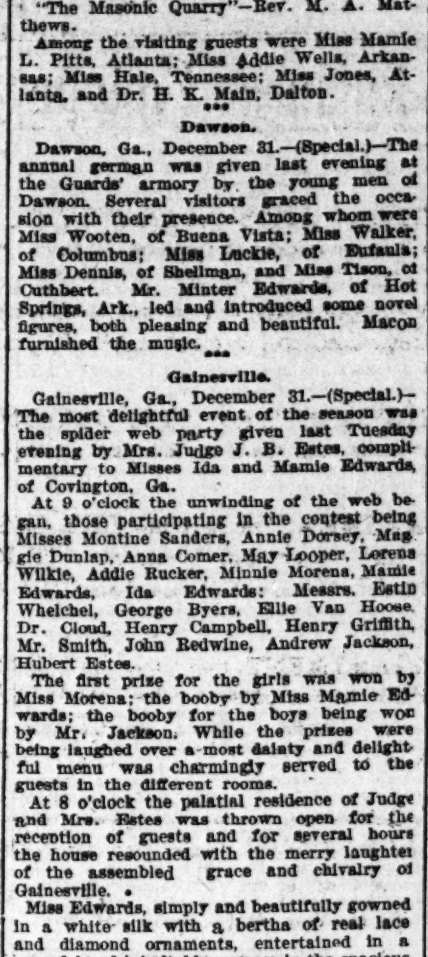 "The Masonic Quarry"—Rev. M. A. Mat-
thews.
Among the visiting guests were Miss Mamie
L. Pitts, Atlanta; Miss Addie Wells, Arkan-
sas; Miss Hale, Tennessee; Miss Jones, At-
lanta, and Dr. H. K. Main, Dalton.
***
Dawson.
Dawson, Ga., December 31.—(Special.)—The
annual german was given last evening at
the Guards' armory by the young men of
Dawson. Several visitors graced the occa-
sion with their presence. Among whom were
Miss Wooten, of Buena Vista; Miss Walker,
of Columbus; Miss Luckie, of Eufaula;
Miss Dennis, of Shellman, and Miss Tison, of
Cuthbert. Mr. Minter Edwards, of Hot
Springs, Ark., led and introduced some novel
figures, both pleasing and beautiful. Macon
furnished the music.
***
Gainesville.
Gainesville, Ga., December 31.—(Special.)—
The most delightful event of the season was
the spider web party given last Tuesday
evening by Mrs. Judge J. B. Estes, compli-
mentary to Misses Ida and Mamie Edwards,
of Covington, Ga.
At 9 o'clock the unwinding of the web be-
gan, those participating in the contest being
Misses Montine Sanders, Annie Dorsey, Mag-
gie Dunlap, Anna Comer, May Looper, Lorena
Wilkie, Addie Rucker, Minnie Morena, Mamie
Edwards, Ida Edwards; Messrs. Estin
Whelchel, George Byers, Ellie Van Hoose,
Dr. Cloud, Henry Campbell, Henry Griffith,
Mr. Smith, John Redwine, Andrew Jackson,
Hubert Estes.
The first prize for the girls was won by
Miss Morena; the booby by Miss Mamie Ed-
wards; the booby for the boys being won
by Mr. Jackson. While the prizes were
being laughed over a most dainty and delight-
ful menu was charmingly served to the
guests in the different rooms.
At 8 o'clock the palatial residence of Judge
and Mrs. Estes was thrown open for the
reception of guests and for several hours
the house resounded with the merry laughter
of the assembled grace and chivalry of
Gainesville.
Miss Edwards, simply and beautifully gowned
in a white silk with a bertha of real lace
and diamond ornaments, entertained in a